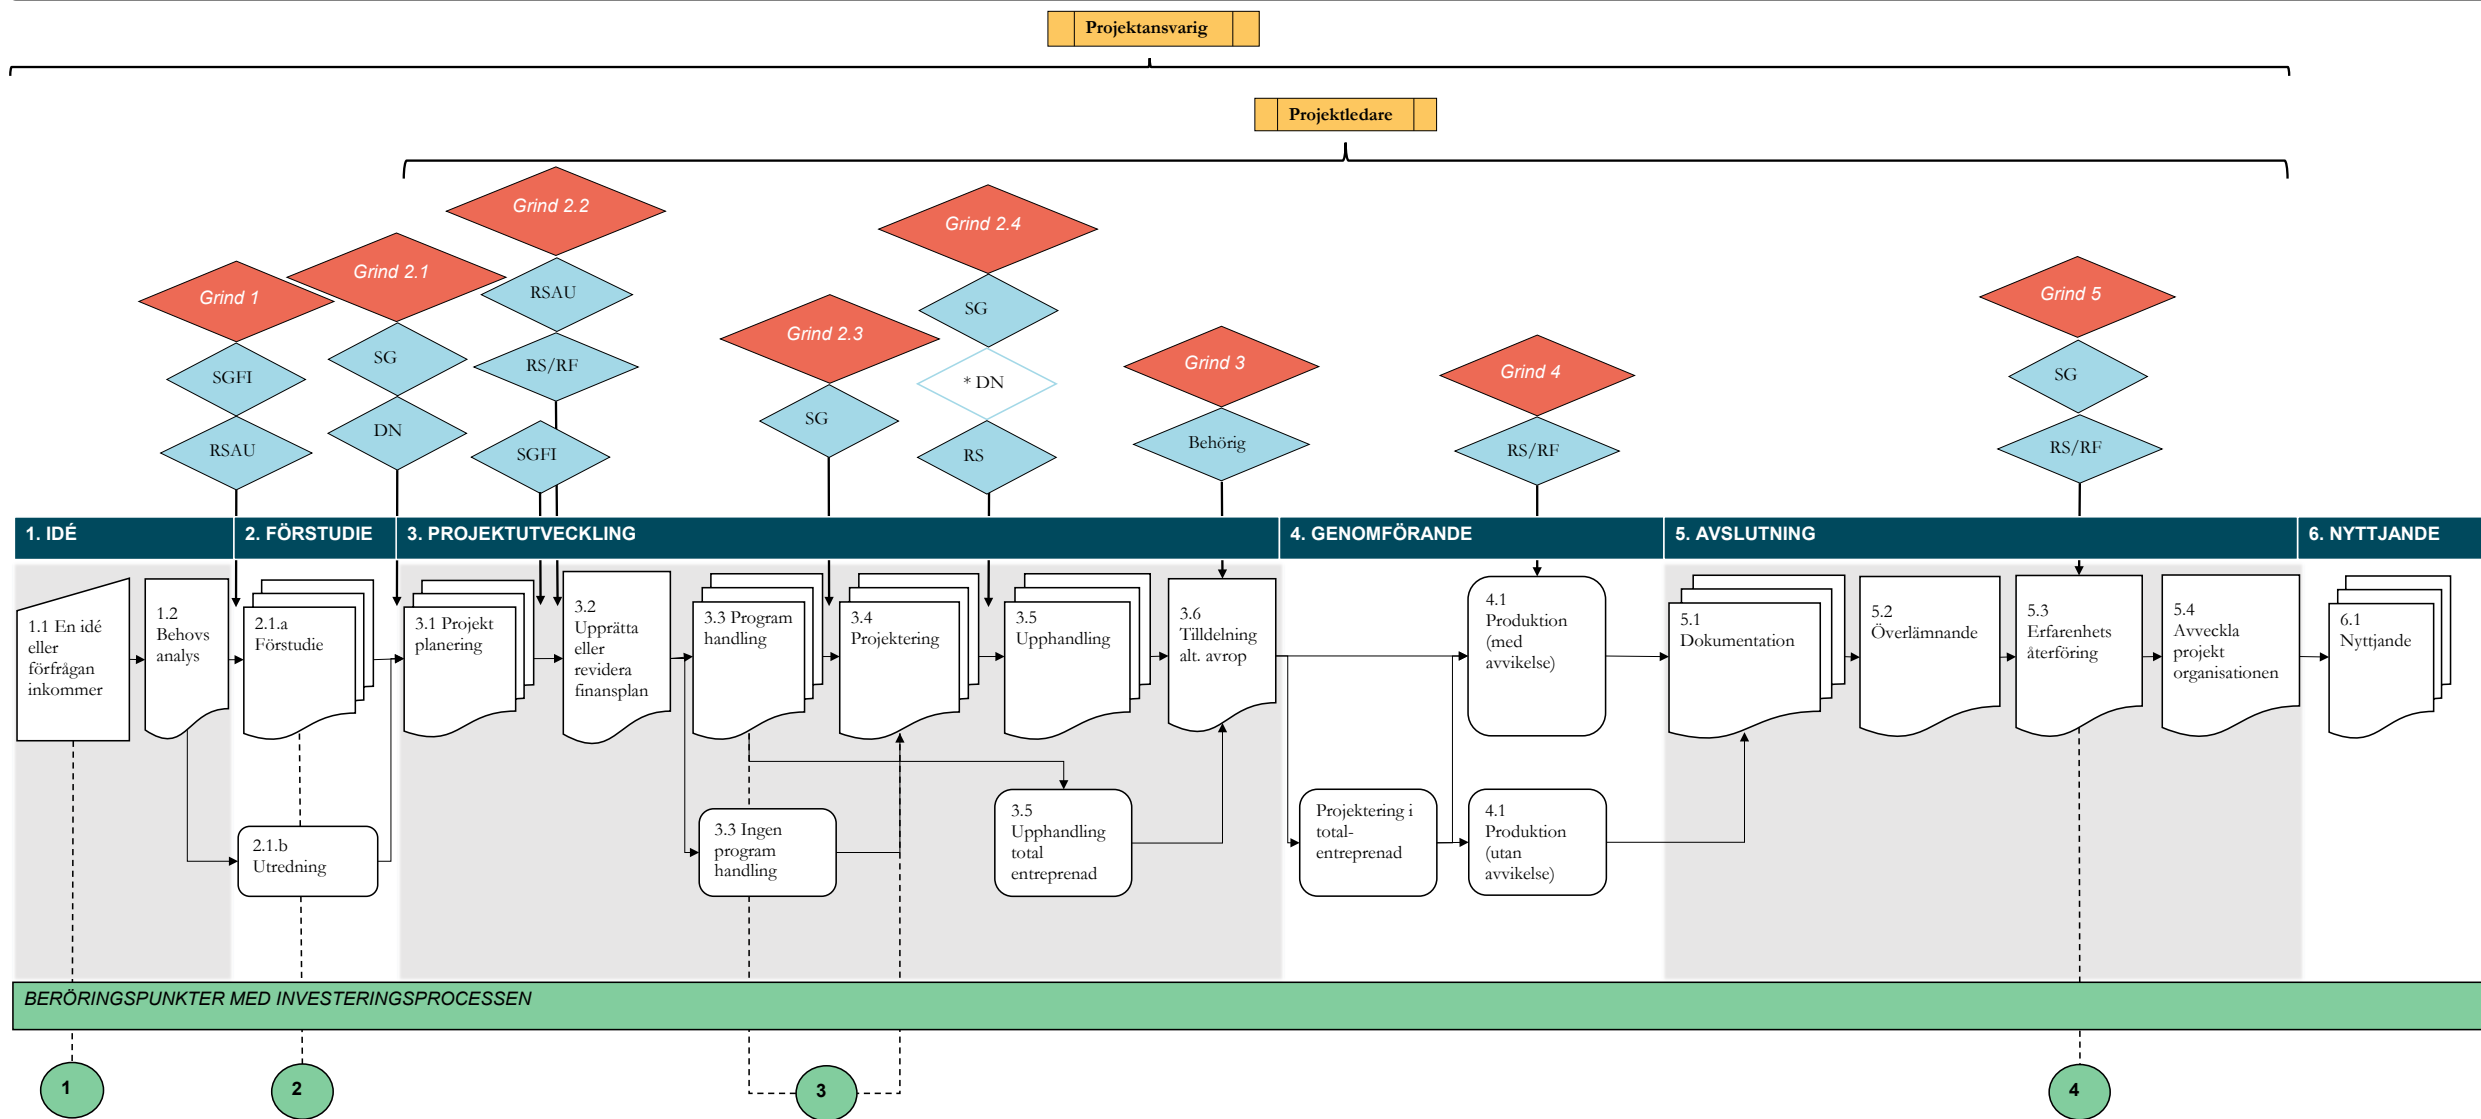 Projektansvarig
Projektledare
Grind 2.2
Grind 2.4
Grind 2.1
Grind 1
RSAU
SG
Grind 5
Grind 2.3
SG
SGFI
RS/RF
* DN
Grind 3
Grind 4
SG
DN
SG
RSAU
SGFI
RS
Behörig
RS/RF
RS/RF
1. IDÉ
2. FÖRSTUDIE
3. PROJEKTUTVECKLING
4. GENOMFÖRANDE
5. AVSLUTNING
6. NYTTJANDE
1.1 En idé
eller
förfrågan
inkommer
1.2
Behovs
analys
2.1.a
Förstudie
2.1.b
Utredning
3.1 Projekt
planering
3.2
Upprätta
eller
revidera
finansplan
3.3 Program
handling
3.3 Ingen
program
handling
3.4
Projektering
3.5
Upphandling
3.5
Upphandling
total
entreprenad
3.6
Tilldelning
alt. avrop
Projektering i
total-
entreprenad
4.1
Produktion
(med
avvikelse)
4.1
Produktion
(utan
avvikelse)
5.1
Dokumentation
5.2
Överlämnande
5.3
Erfarenhets
återföring
5.4
Avveckla
projekt
organisationen
6.1
Nyttjande
BERÖRINGSPUNKTER MED INVESTERINGSPROCESSEN
1
2
3
4